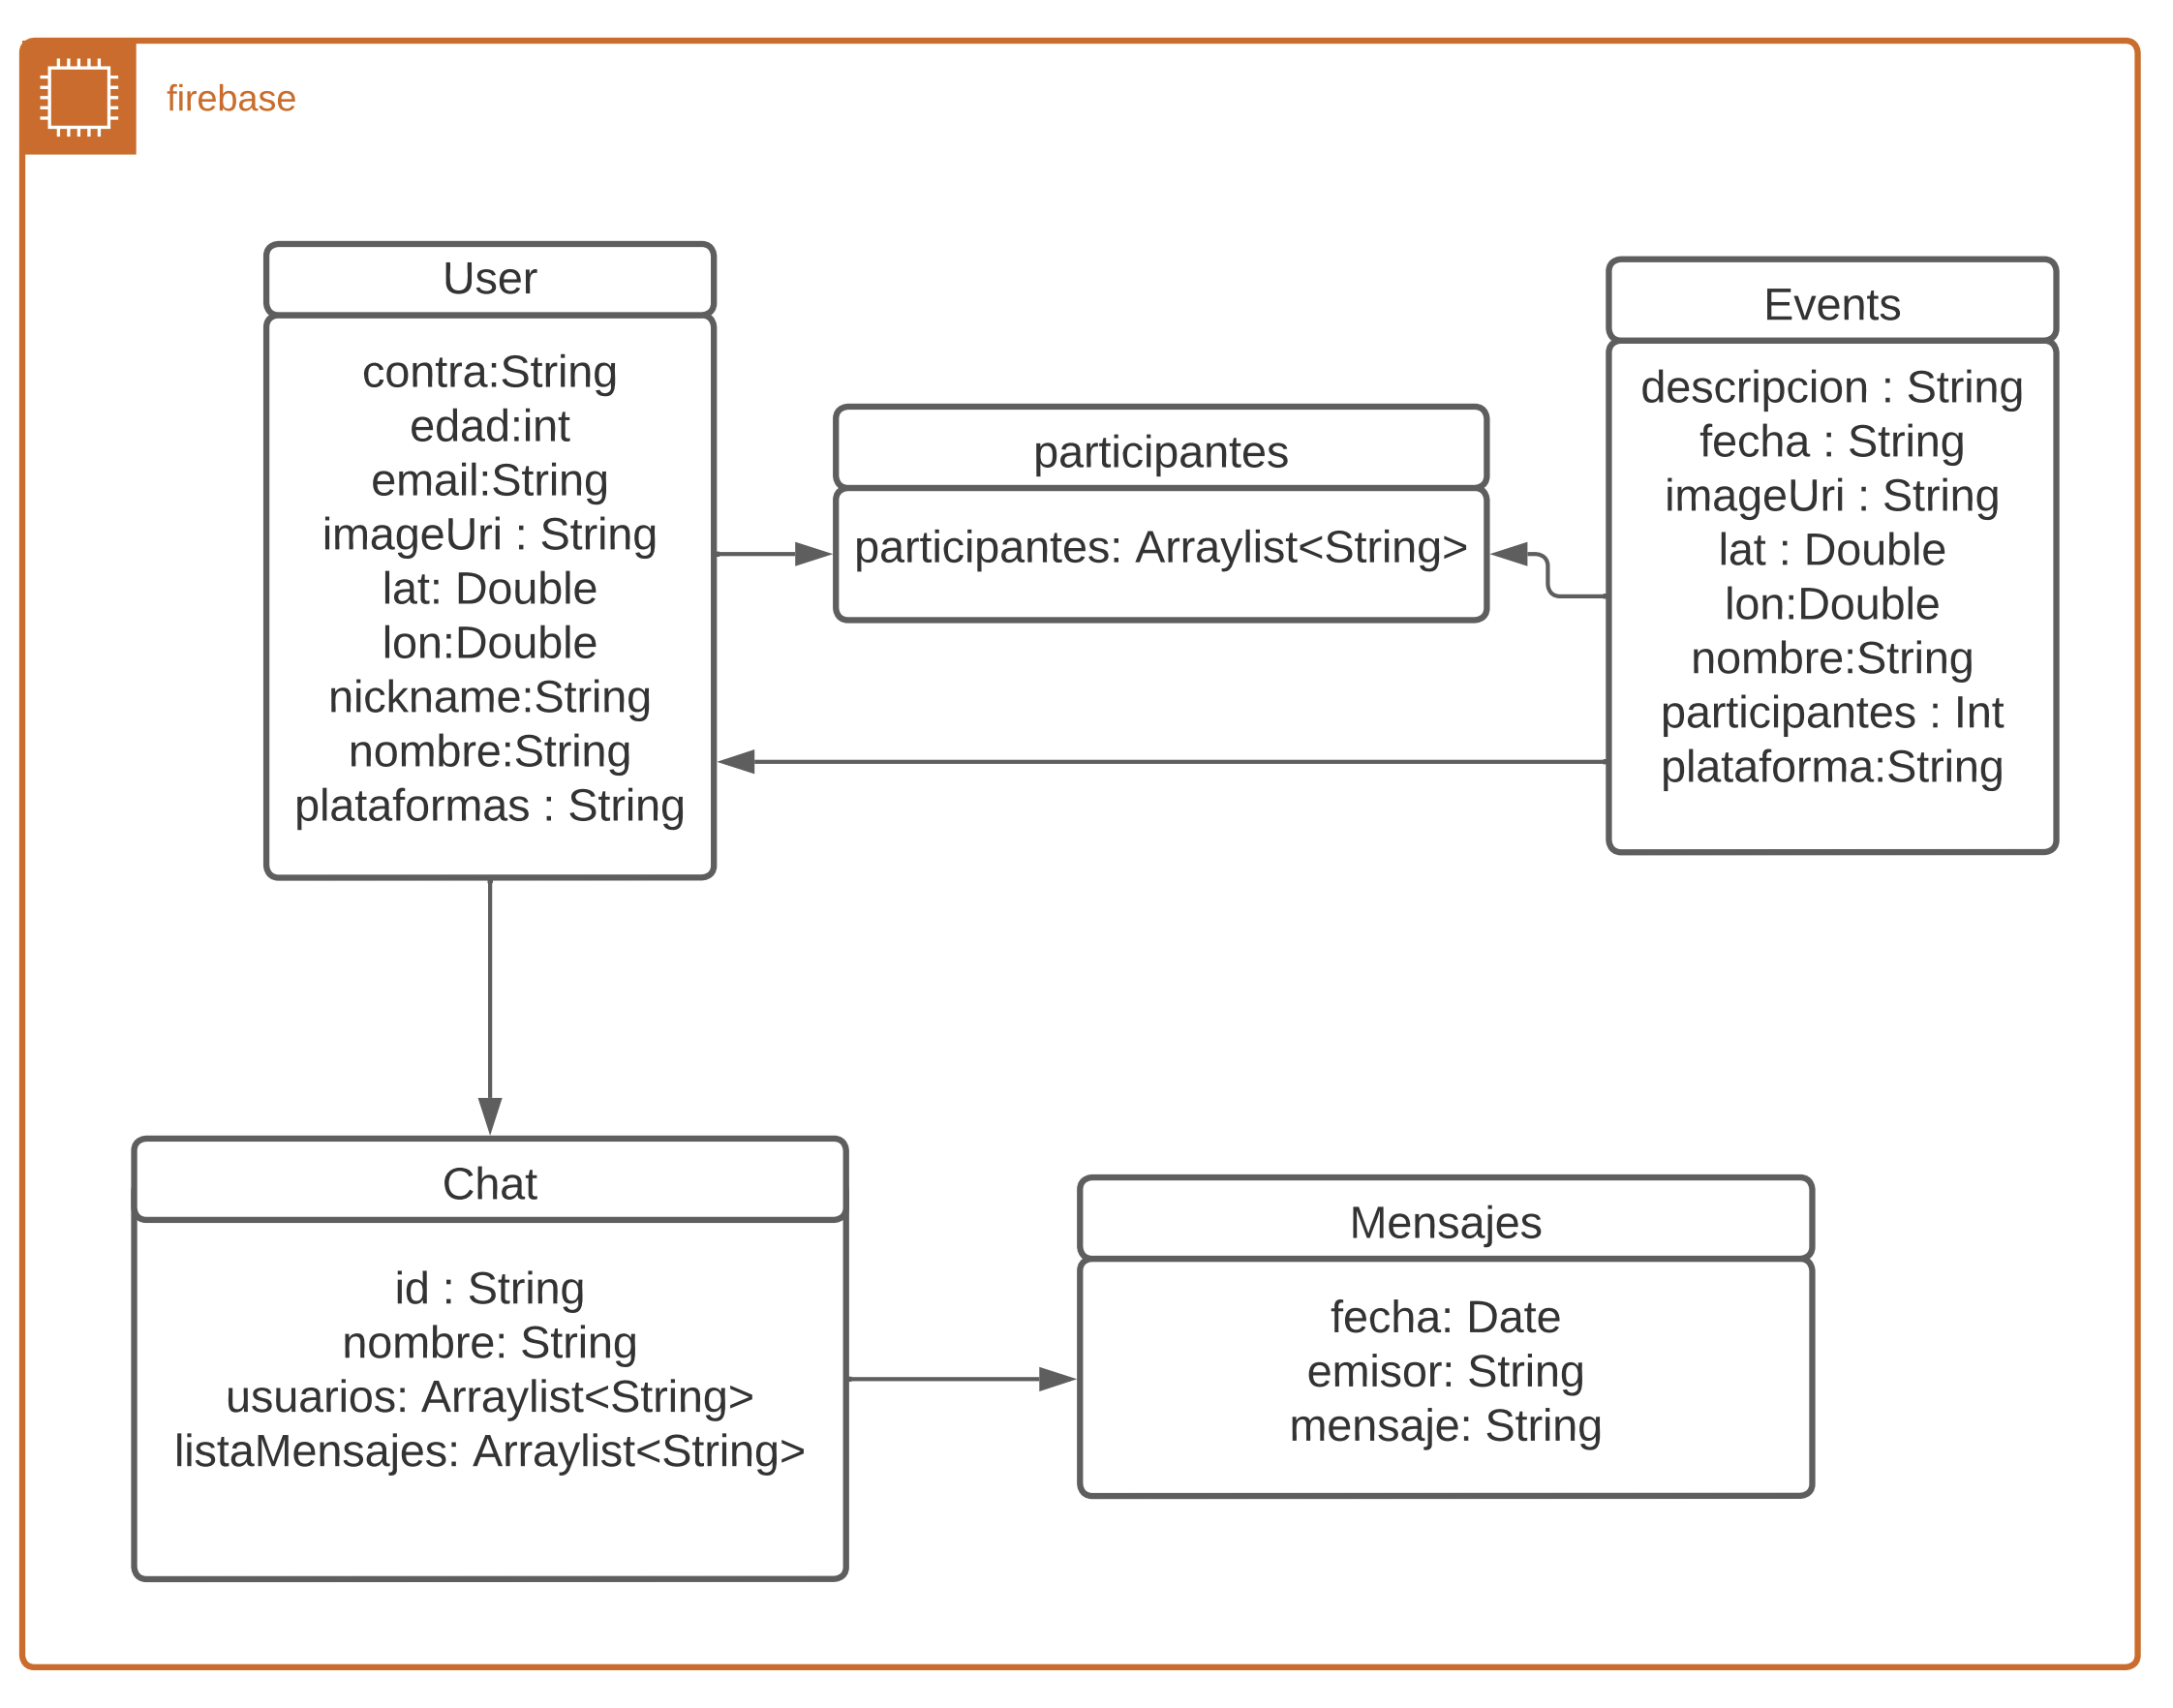 firebase
User
contra:String
edad:int
email:String
imageUri : String
lat: Double
lon:Double
nickname:String
nombre:String
plataformas : String
participantes
participantes: Arraylist<String>
Events
descripcion : String
fecha : String
imageUri : String
lat : Double
lon:Double
nombre:String
participantes : Int
plataforma:String
Chat
id : String
nombre: String
usuarios: Arraylist<String>
listaMensajes: Arraylist<String>
Mensajes
fecha: Date
emisor: String
mensaje: String